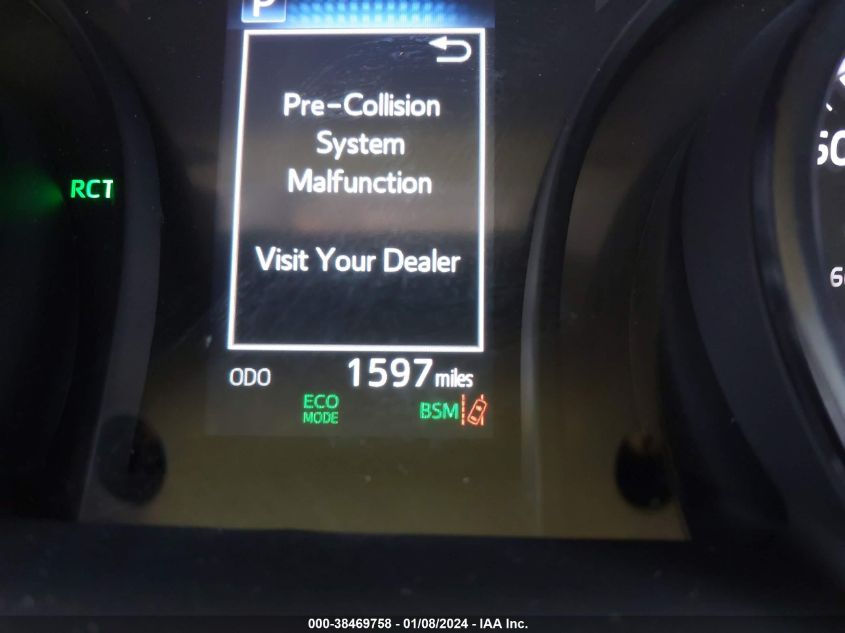 P
Pre-Collision
System
Malfunction
Visit Your Dealer
RCT
ODO 1597 miles
ECO
MODE
BSM
000-38469758 - 01/08/2024 - IAA Inc.